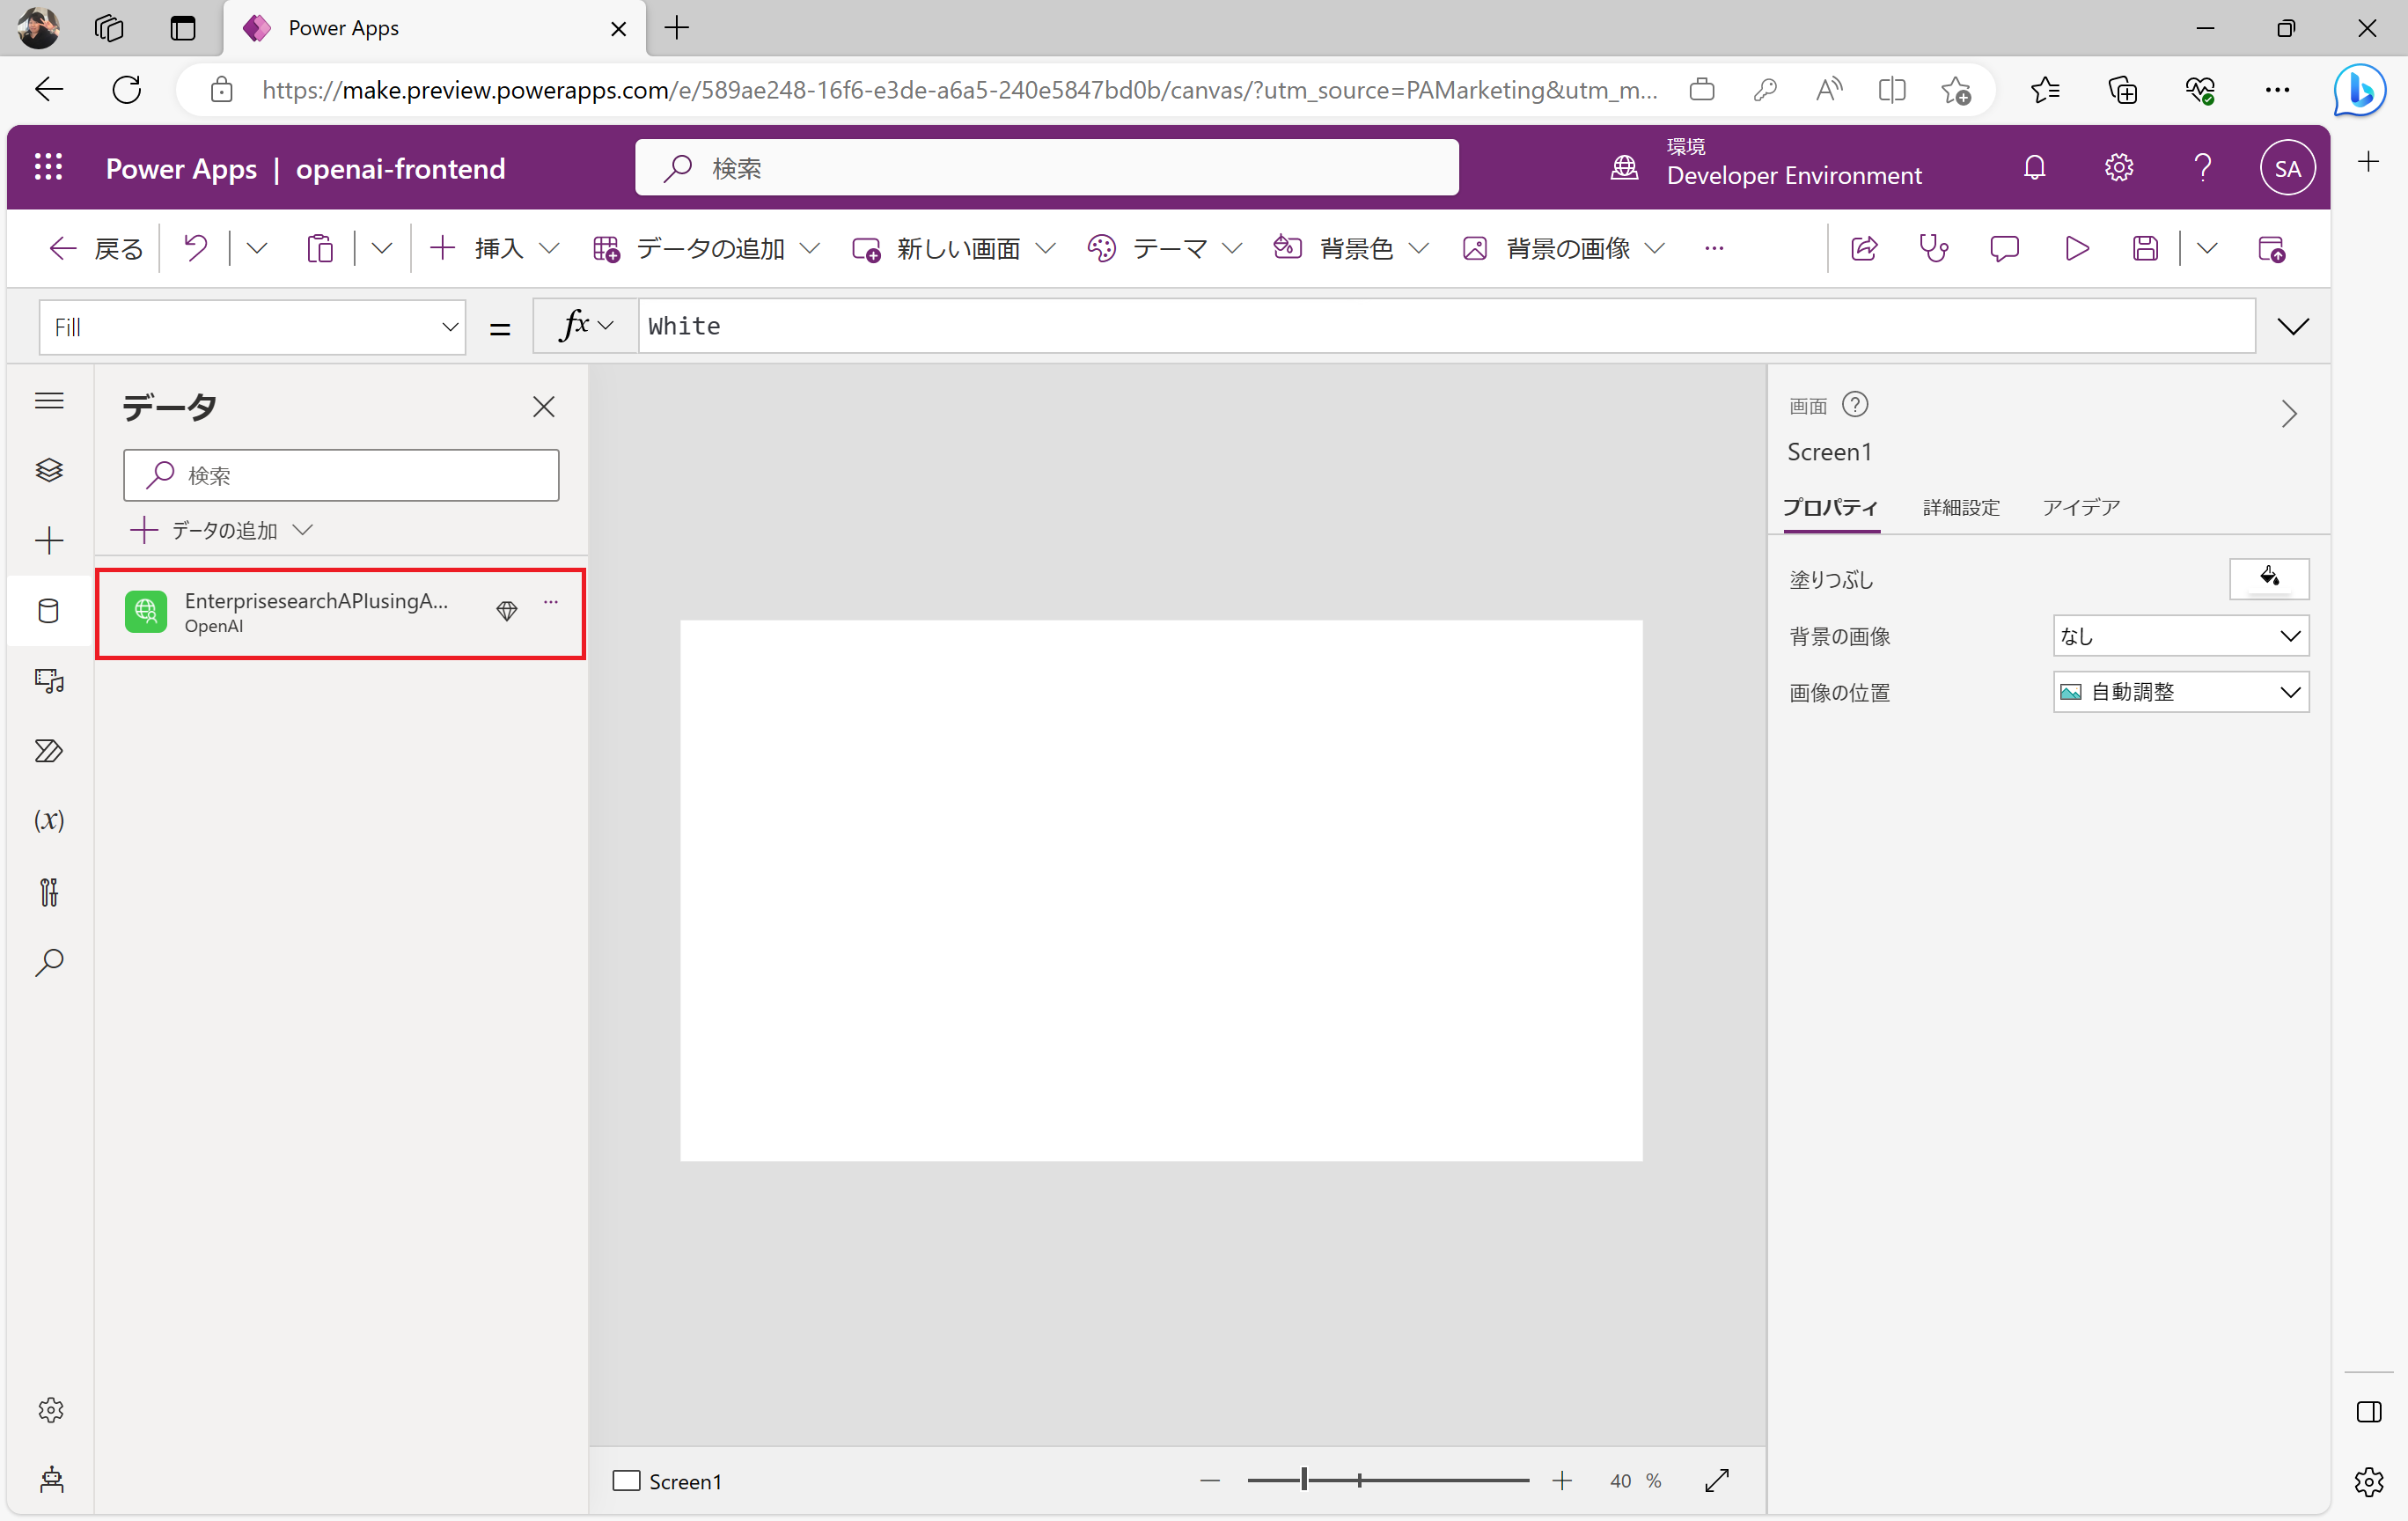 Power Apps
https://make.preview.powerapps.com/e/589ae248-16f6-e3de-a6a5-240e5847bd0b/canvas/?utm_source=PAMarketing&utm_m...
Power Apps | openai-frontend
検索
環境
Developer Environment
SA
戻る
挿入
データの追加
新しい画面
テーマ
背景色
背景の画像
Fill
=
fx
White
データ
検索
データの追加
EnterprisesearchAPIusingA...
OpenAI
(x)
画面
Screen1
プロパティ
詳細設定
アイデア
塗りつぶし
背景の画像
なし
画像の位置
自動調整
Screen1
40 %